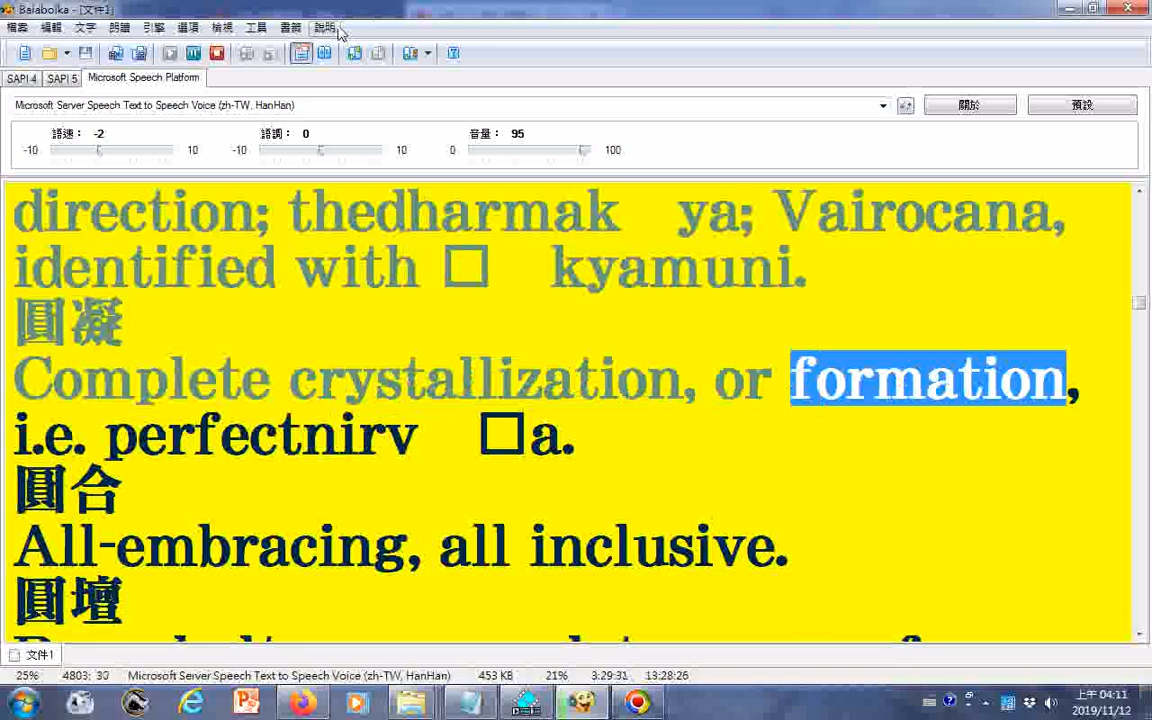 Balabolka - [文件1]
檔案 編輯 文字 朗讀 引擎 選項 檢視 工具 書籤 說明
SAPI 4 SAPI 5 Microsoft Speech Platform
Microsoft Server Speech Text to Speech Voice (zh-TW, HanHan) 關於 預設
語速: -2 語調: 0 音量: 95
-10 10 -10 10 0 100
direction; thedharmak ya; Vairocana,
identified with □ kyamuni.
圓凝
Complete crystallization, or formation,
i.e. perfectnirv □a.
圓合
All-embracing, all inclusive.
圓壇
文件1
25% 4803: 30 Microsoft Server Speech Text to Speech Voice (zh-TW, HanHan) 453 KB 21% 3:29:31 13:28:26
上午 04:11
2019/11/12